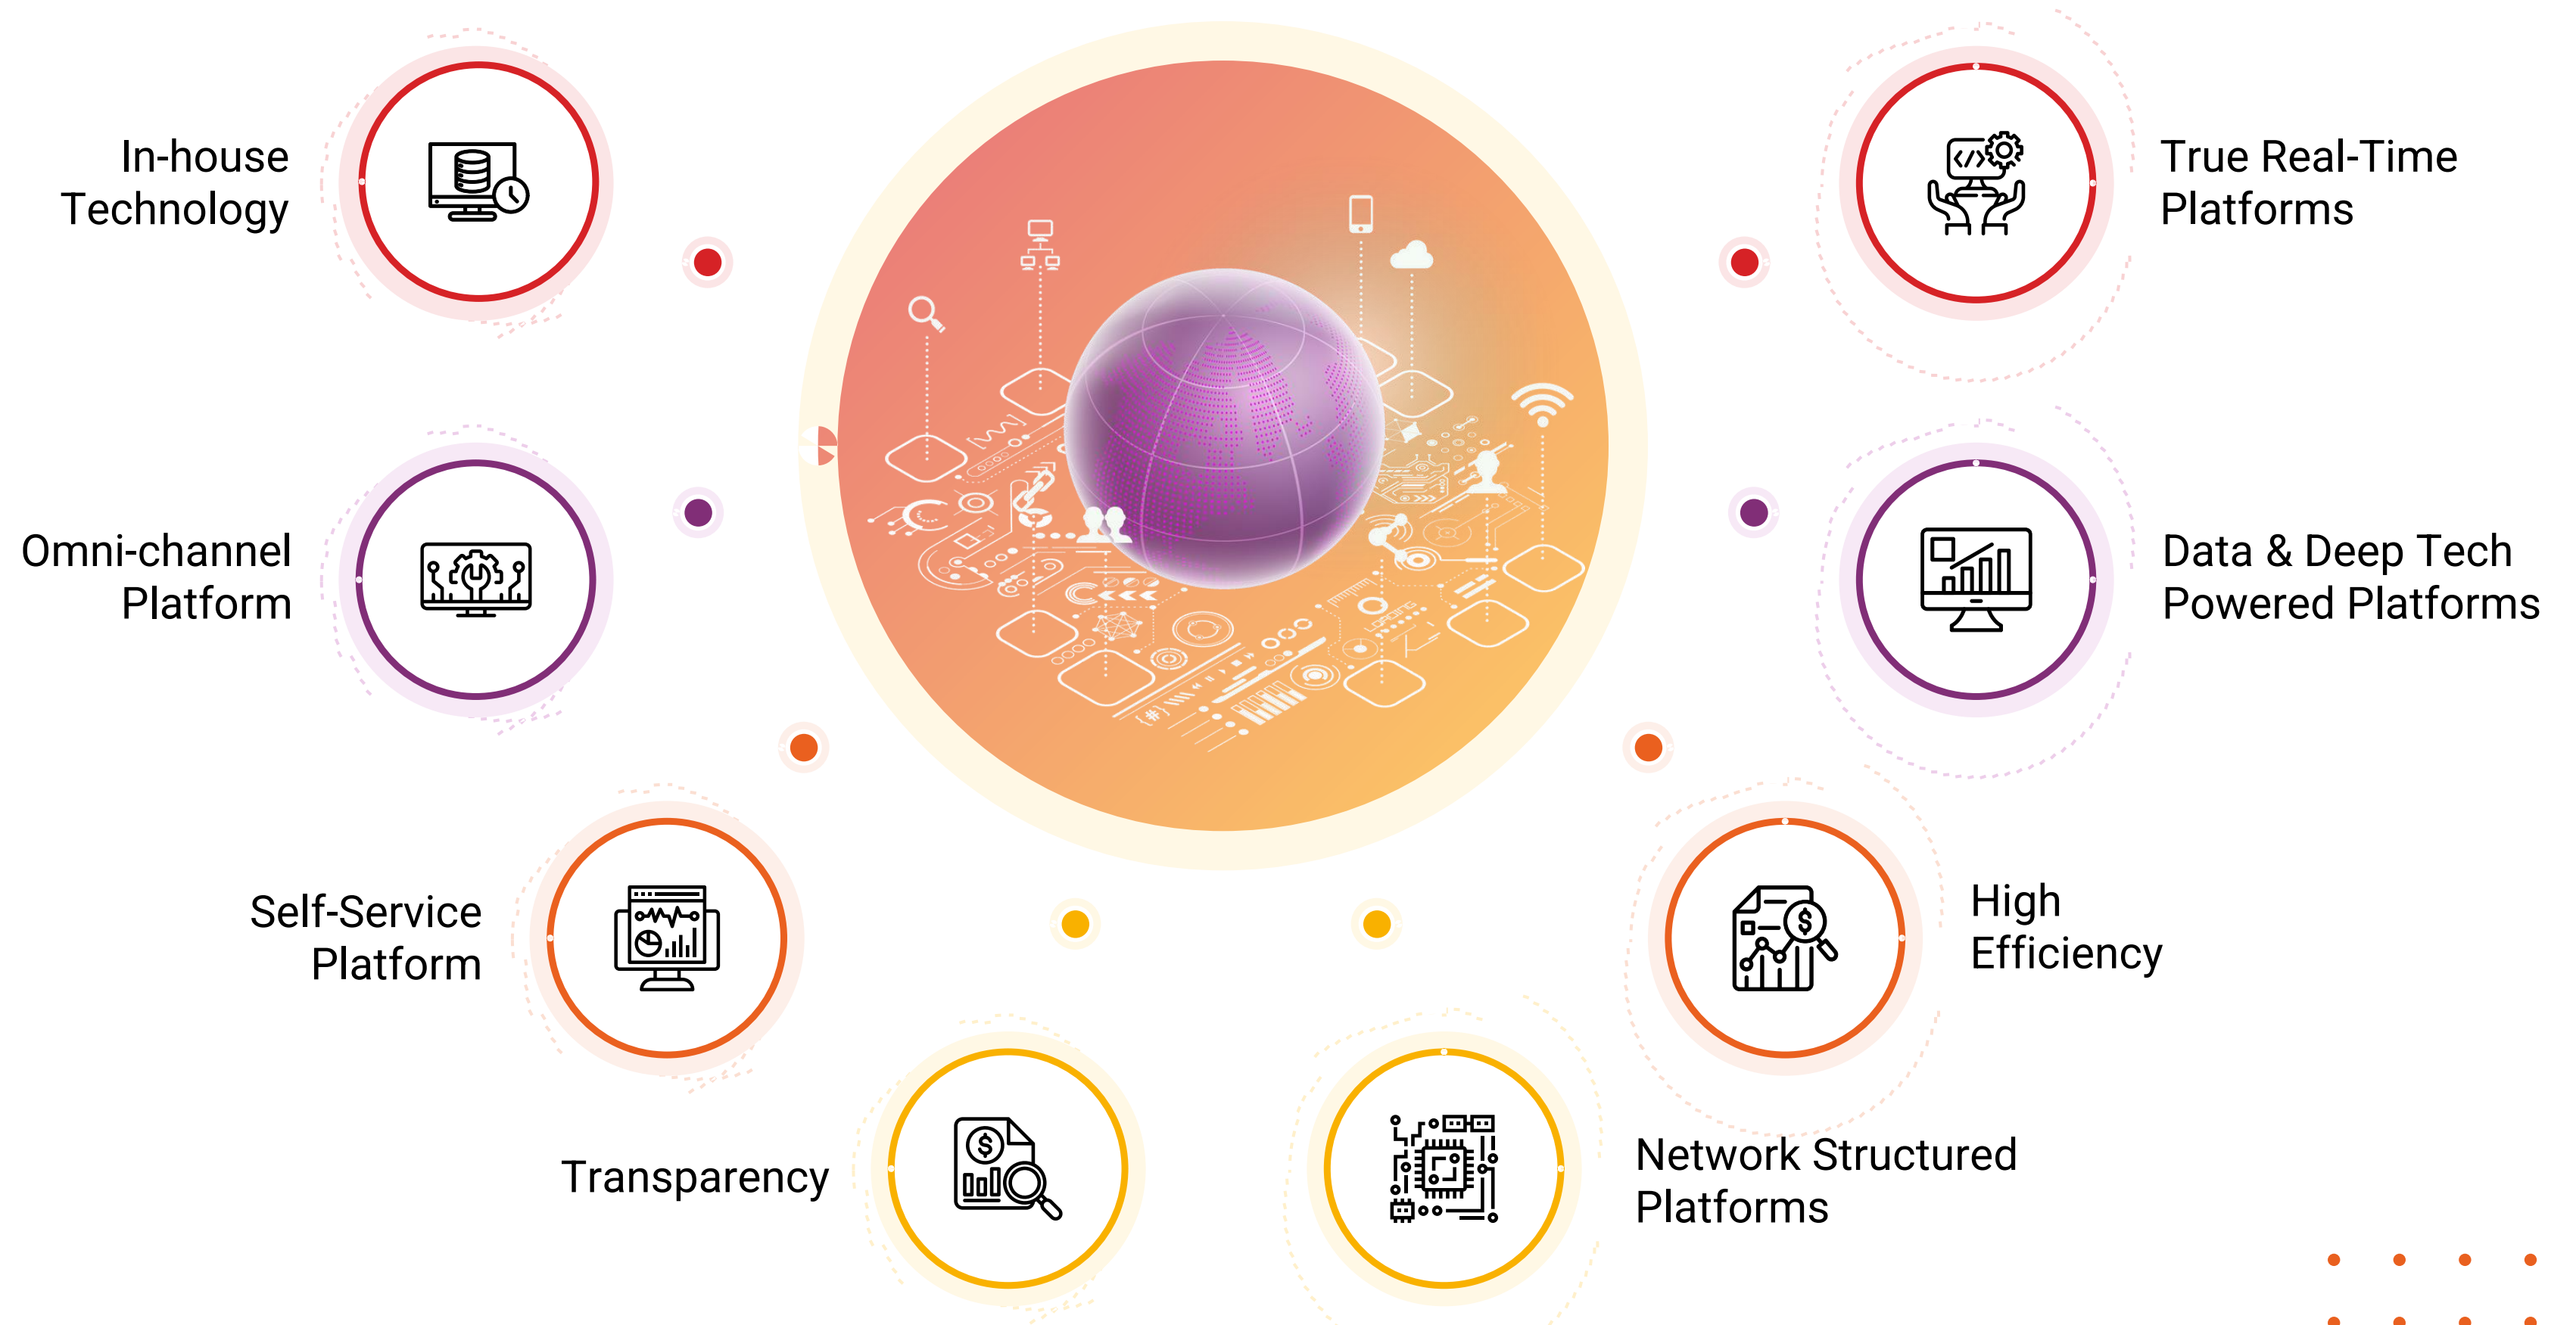 In-house
Technology
True Real-Time
Platforms
Omni-channel
Platform
Data & Deep Tech
Powered Platforms
Self-Service
Platform
High
Efficiency
Transparency
Network Structured
Platforms
LOADING